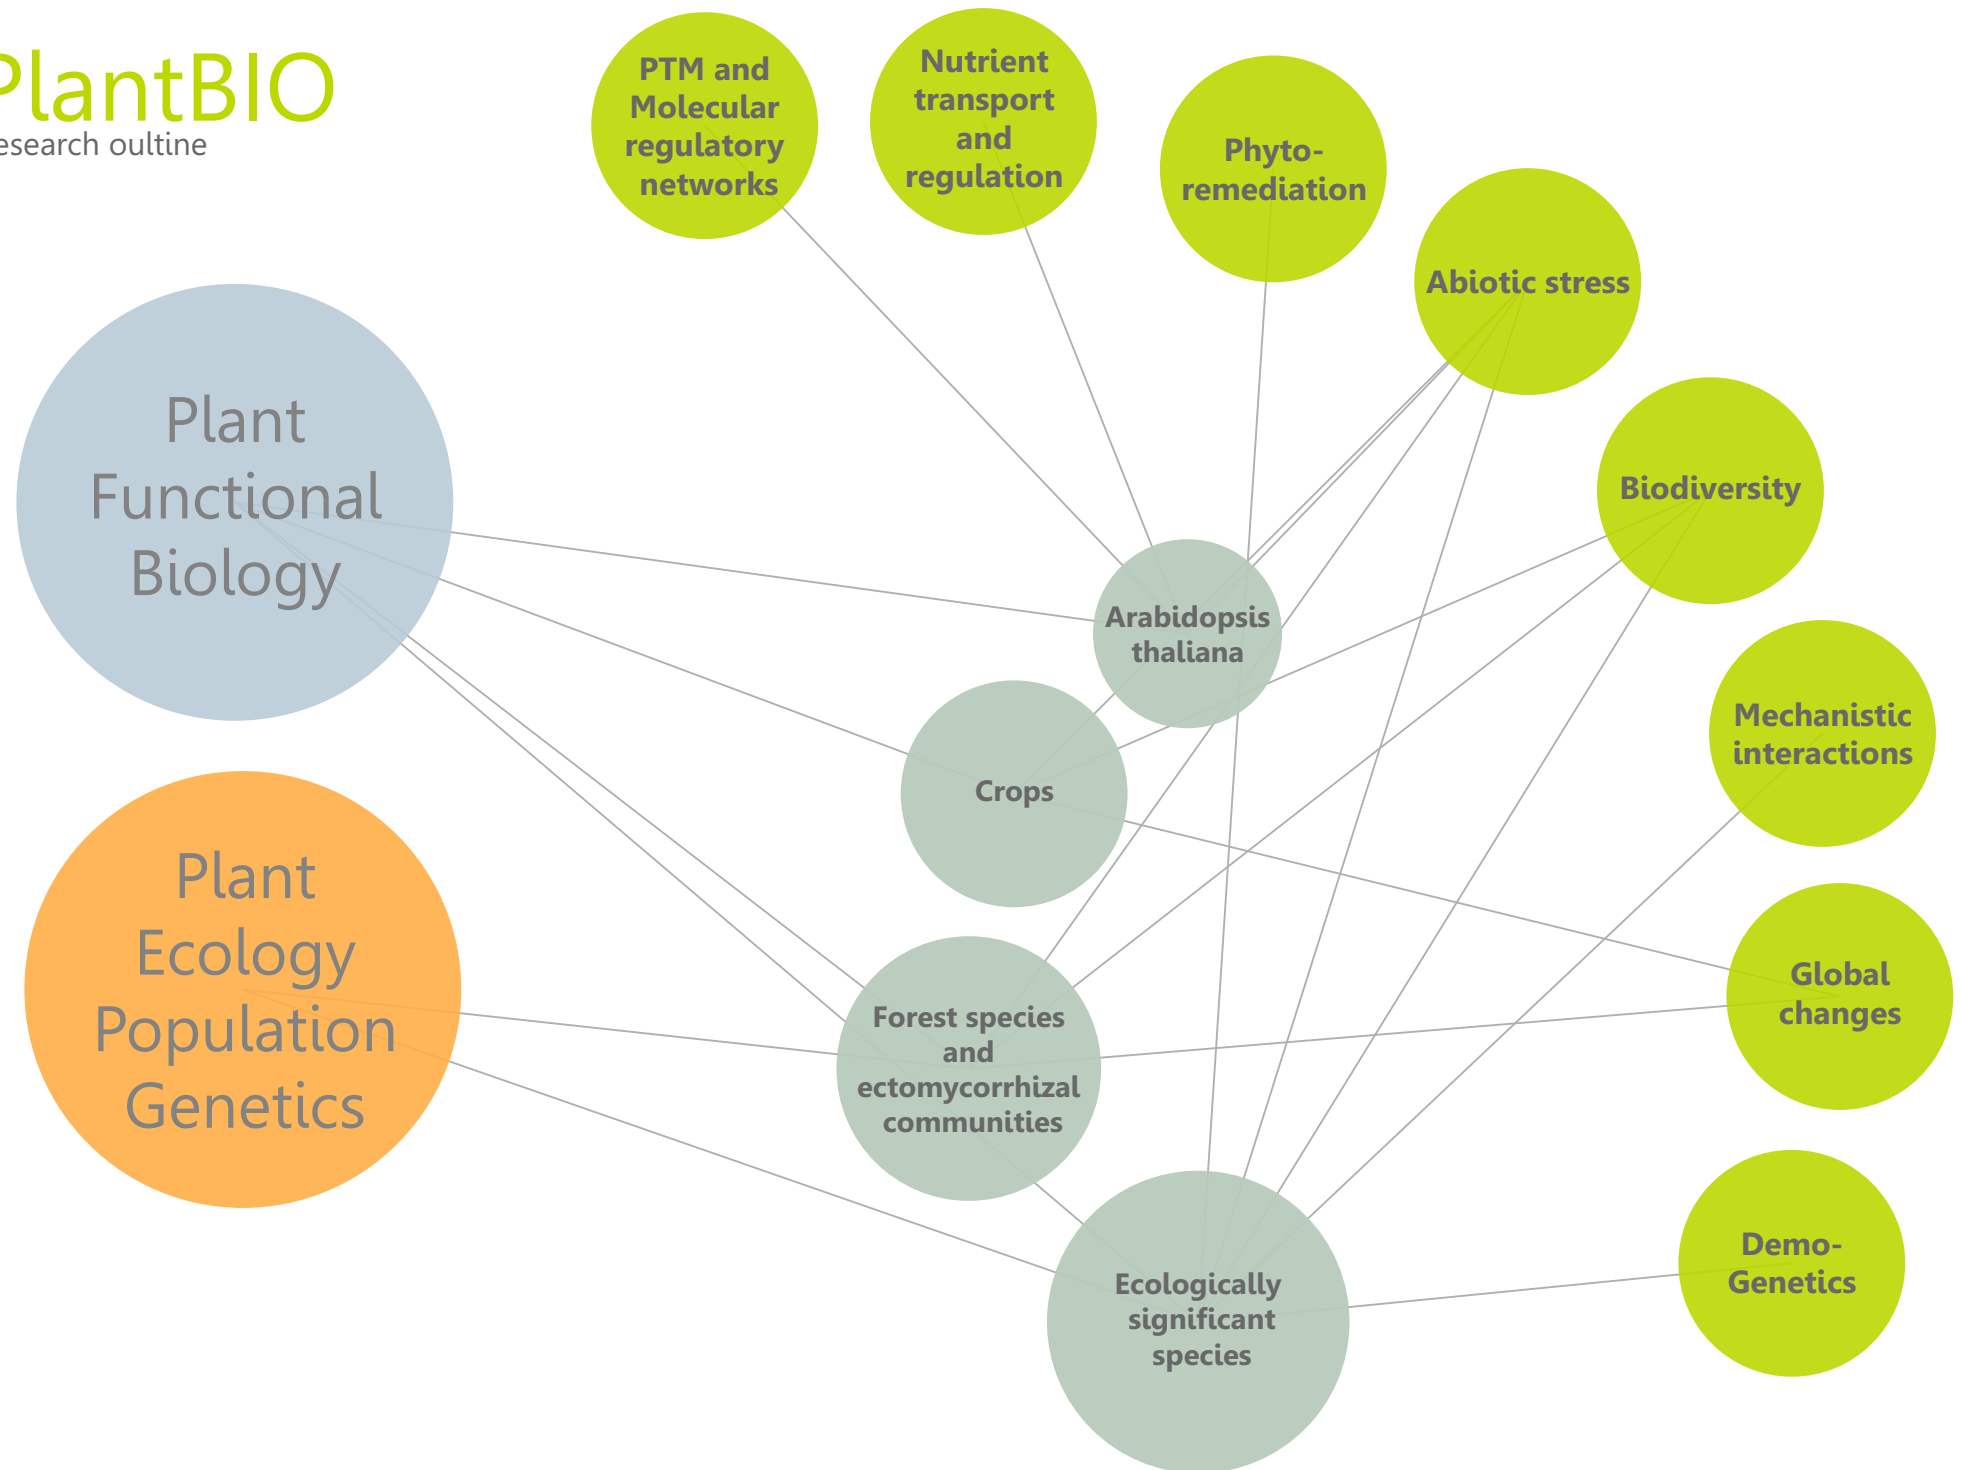 PlantBIO
esearch oultine
PTM and
Molecular
regulatory
networks
Nutrient
transport
and
regulation
Phyto-
remediation
Abiotic stress
Biodiversity
Mechanistic
interactions
Global
changes
Demo-
Genetics
Plant
Functional
Biology
Plant
Ecology
Population
Genetics
Arabidopsis
thaliana
Crops
Forest species
and
ectomycorrhizal
communities
Ecologically
significant
species